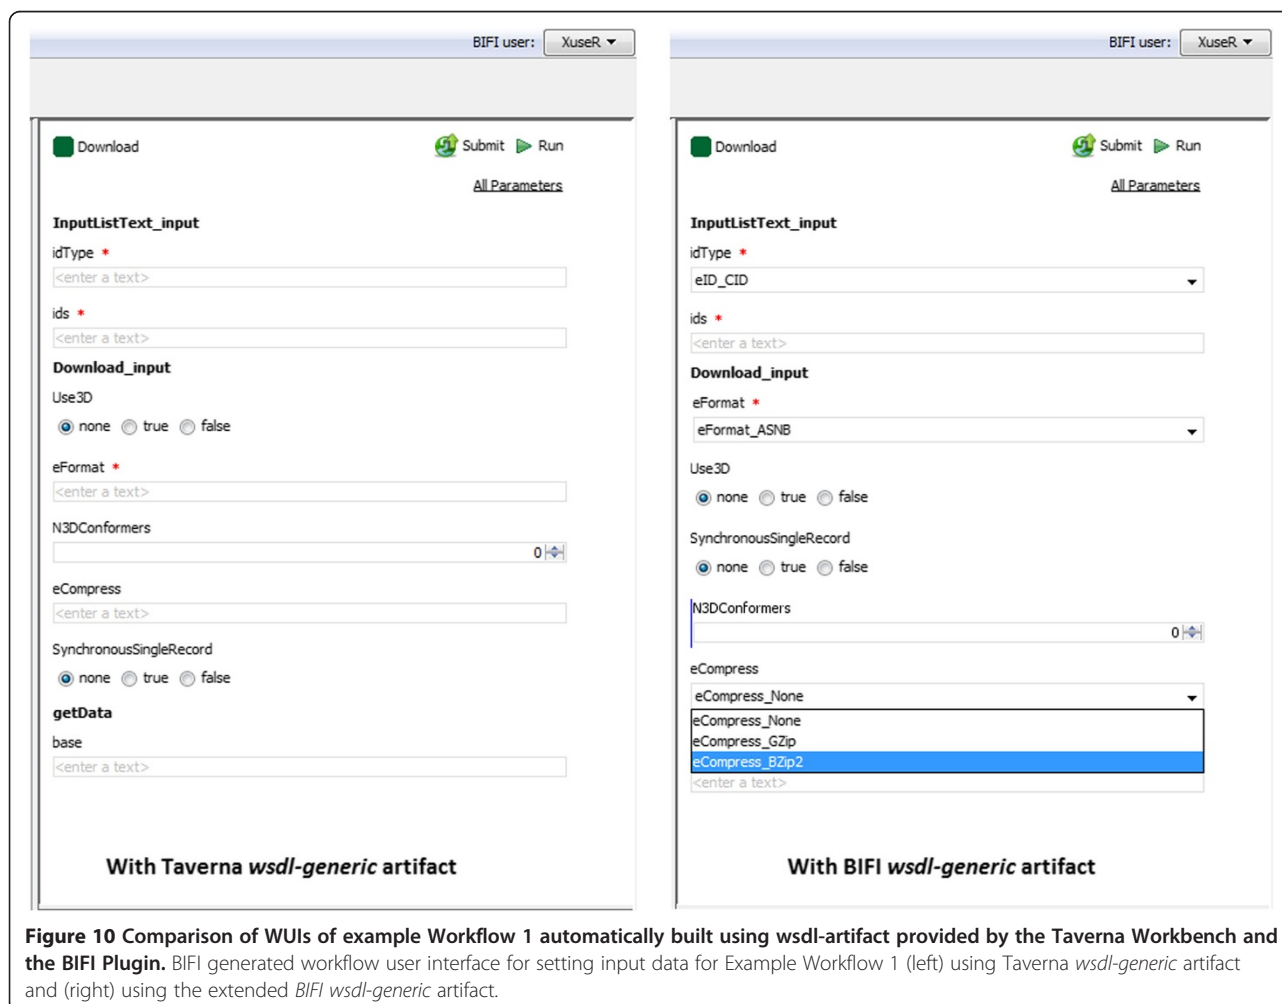 BIFI user: XuseR
Download Submit Run
All Parameters
InputListText_input
idType *
<enter a text>
ids *
<enter a text>
Download_input
Use3D
none true false
eFormat *
<enter a text>
N3DConformers
0
eCompress
<enter a text>
SynchronousSingleRecord
none true false
getData
base
<enter a text>
With Taverna wsdl-generic artifact
BIFI user: XuseR
Download Submit Run
All Parameters
InputListText_input
idType *
eID_CID
ids *
<enter a text>
Download_input
eFormat *
eFormat_ASNB
Use3D
none true false
SynchronousSingleRecord
none true false
N3DConformers
0
eCompress
eCompress_None
eCompress_None
eCompress_GZip
eCompress_BZip2
<enter a text>
With BIFI wsdl-generic artifact
Figure 10 Comparison of WUIs of example Workflow 1 automatically built using wsdl-artifact provided by the Taverna Workbench and
the BIFI Plugin. BIFI generated workflow user interface for setting input data for Example Workflow 1 (left) using Taverna wsdl-generic artifact
and (right) using the extended BIFI wsdl-generic artifact.